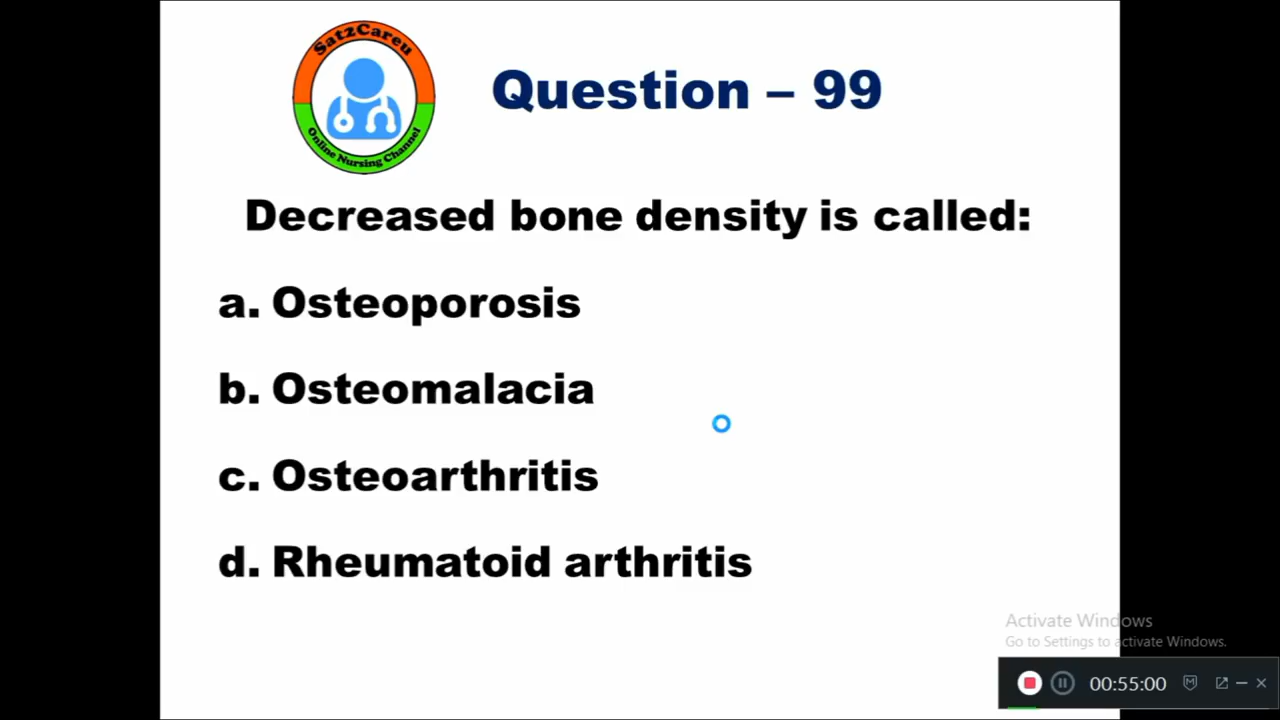 Sat2Careu
Online Nursing Channel
Question – 99
Decreased bone density is called:
a. Osteoporosis
b. Osteomalacia
c. Osteoarthritis
d. Rheumatoid arthritis
Activate Windows
Go to Settings to activate Windows.
00:55:00